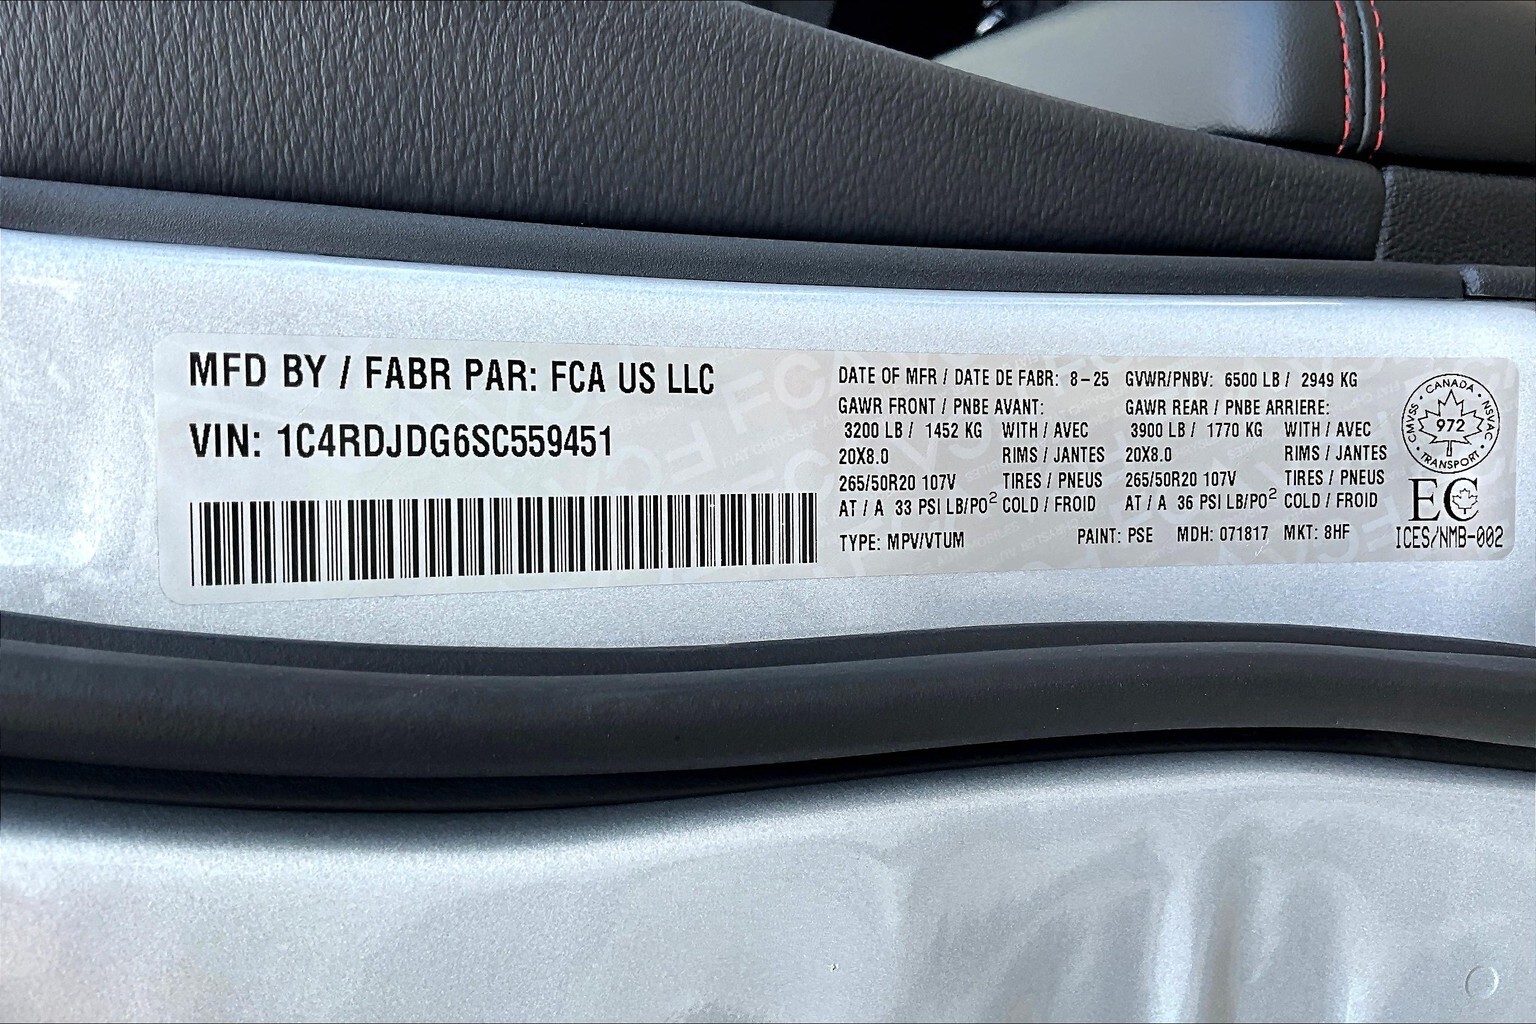 MFD BY / FABR PAR: FCA US LLC
VIN: 1C4RDJDG6SC559451
DATE OF MFR / DATE DE FABR: 8-25 GVWR/PNBV: 6500 LB / 2949 KG
GAWR FRONT / PNBE AVANT: GAWR REAR / PNBE ARRIERE:
3200 LB / 1452 KG WITH / AVEC 3900 LB / 1770 KG WITH / AVEC
20X8.0 RIMS / JANTES 20X8.0 RIMS / JANTES
265/50R20 107V TIRES / PNEUS 265/50R20 107V TIRES / PNEUS
AT / A 33 PSI LB/PO² COLD / FROID AT / A 36 PSI LB/PO² COLD / FROID
TYPE: MPV/VTUM PAINT: PSE MDH: 071817 MKT: 8HF
CANADA
CMVSS 972 NSVAC
TRANSPORT
EC
ICES/NMB-002